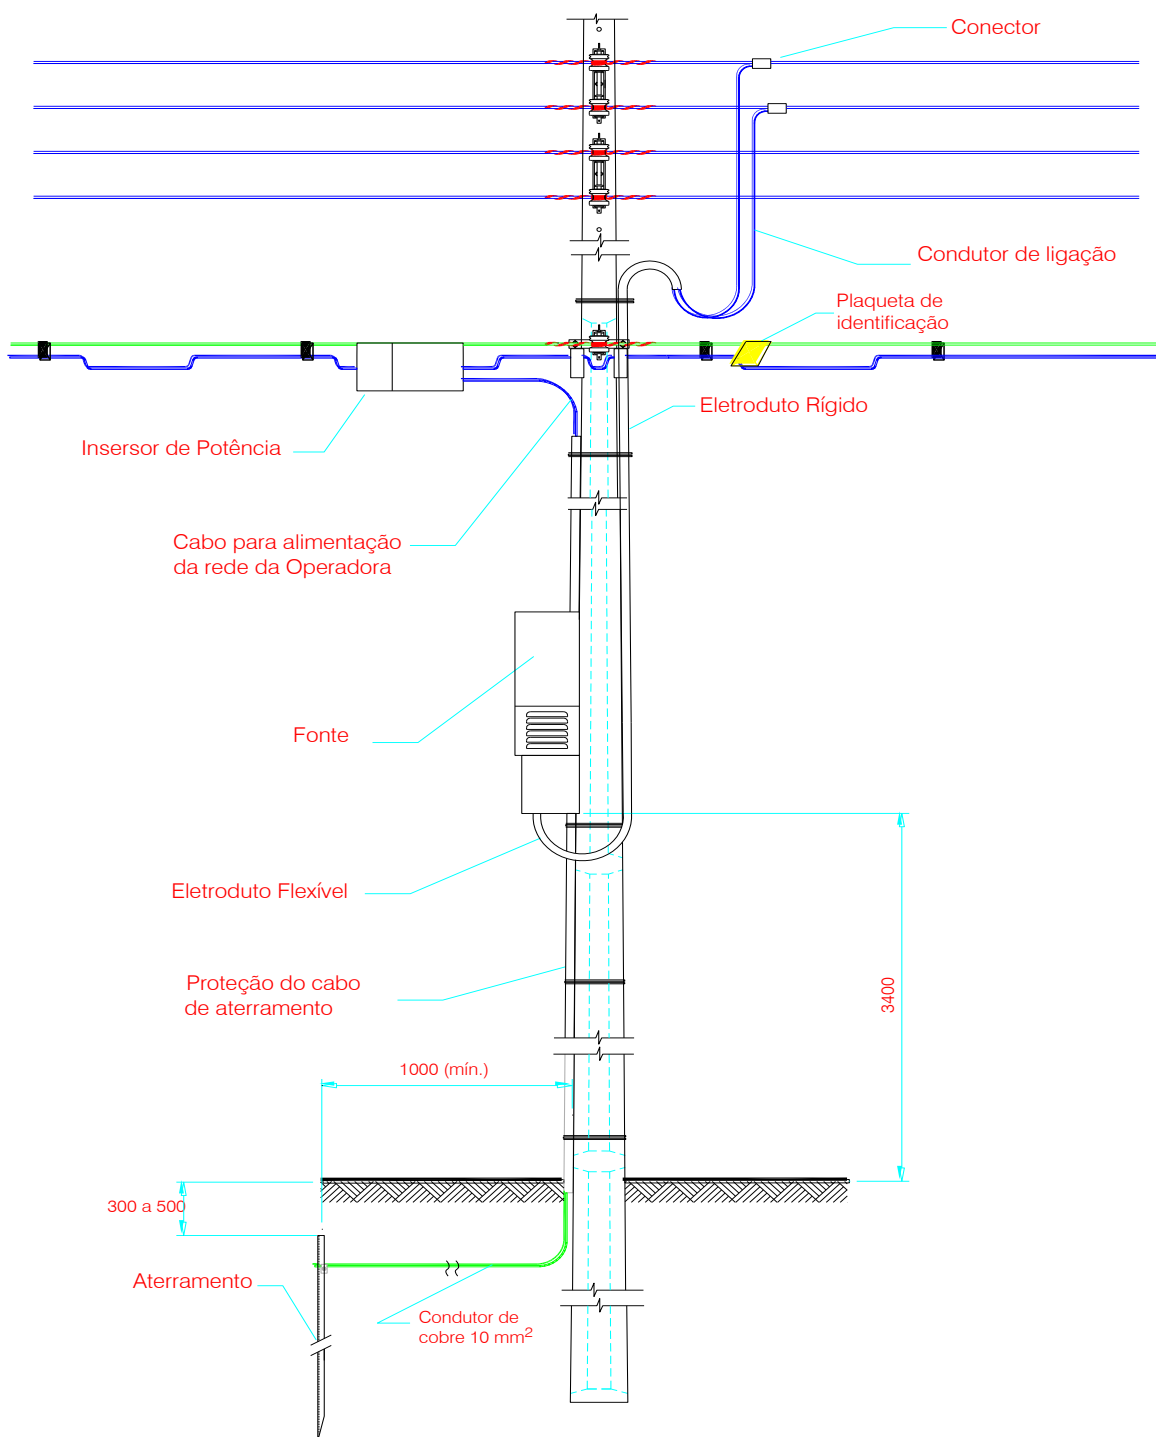 Conector
Condutor de ligação
Plaqueta de
identificação
Eletroduto Rígido
Insersor de Potência
Cabo para alimentação
da rede da Operadora
Fonte
Eletroduto Flexível
Proteção do cabo
de aterramento
3400
1000 (mín.)
300 a 500
Aterramento
Condutor de
cobre 10 mm²